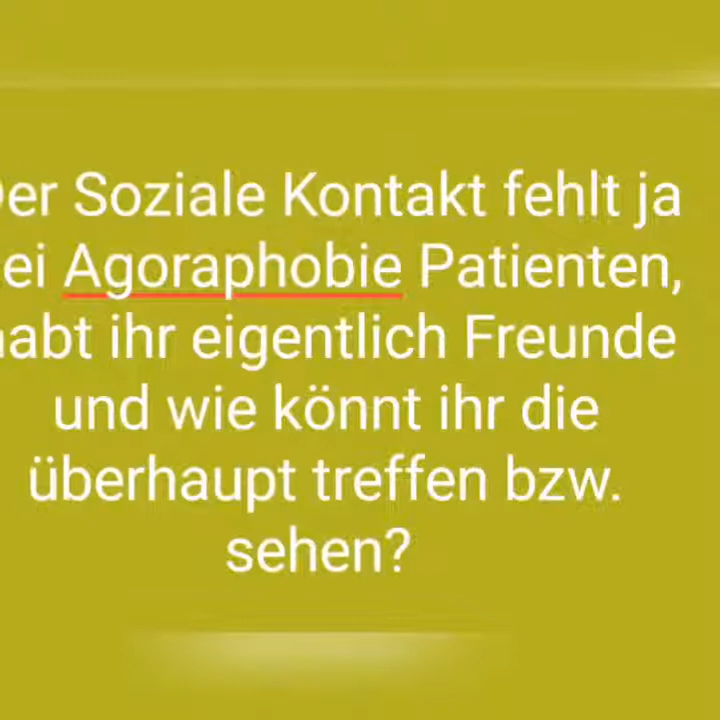 er Soziale Kontakt fehlt ja
ei Agoraphobie Patienten,
abt ihr eigentlich Freunde
und wie könnt ihr die
überhaupt treffen bzw.
sehen?